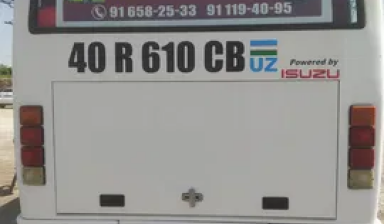 91 658-25-33 91 119-40-95
40 R 610 CB UZ
Powered by
ISUZU